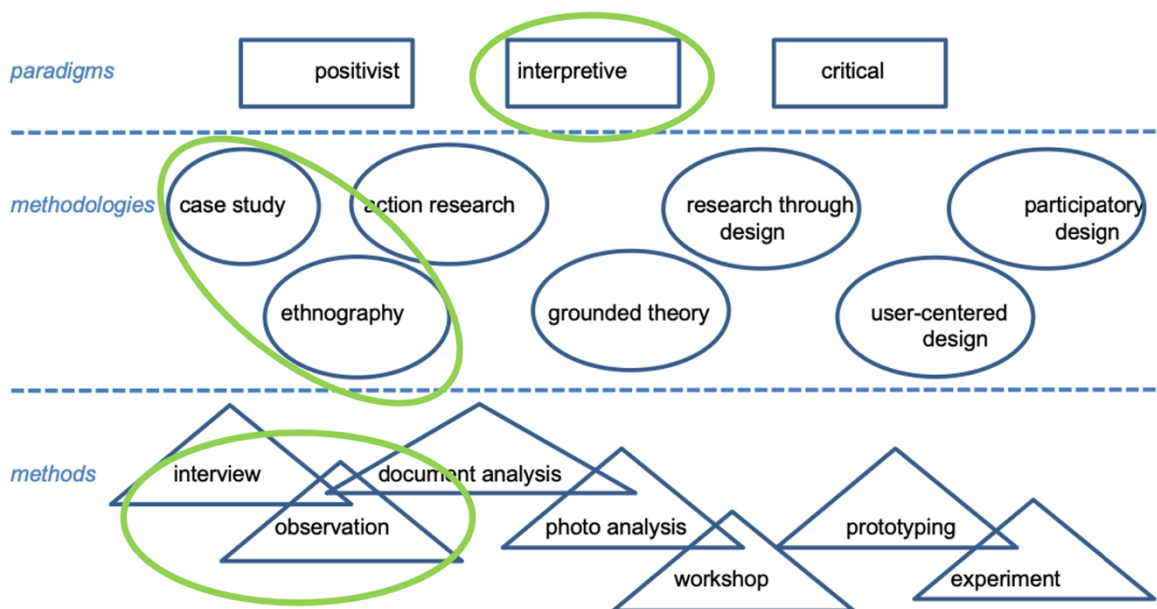 paradigms
positivist
interpretive
critical
methodologies
case study
action research
research through
design
participatory
design
ethnography
grounded theory
user-centered
design
methods
interview
document analysis
observation
photo analysis
prototyping
workshop
experiment